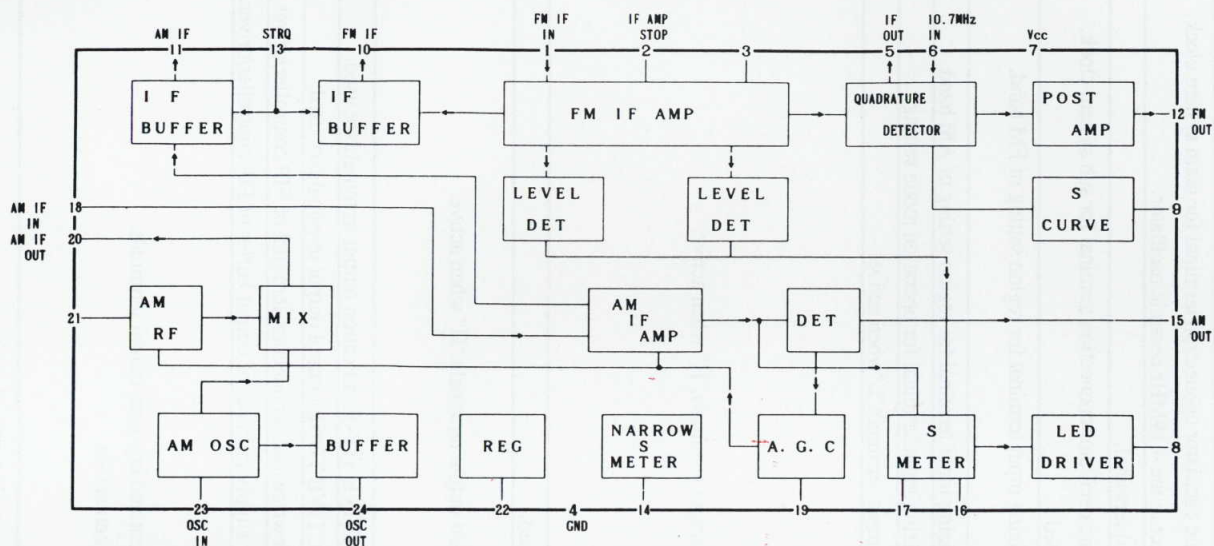 AM IF STRQ FM IF FM IF IN IF AMP STOP IF OUT 10.7MHz IN Vcc
11 13 10 1 2 3 5 6 7
IF BUFFER
IF BUFFER
FM IF AMP
QUADRATURE DETECTOR
POST AMP
12 FM OUT
LEVEL DET
LEVEL DET
S CURVE
9
AM IF IN 18
AM IF OUT 20
21
AM RF
MIX
AM IF AMP
DET
15 AM OUT
AM OSC
BUFFER
REG
NARROW S METER
A. G. C
S METER
LED DRIVER
8
23 24 22 4 14 19 17 16
OSC IN OSC OUT GND